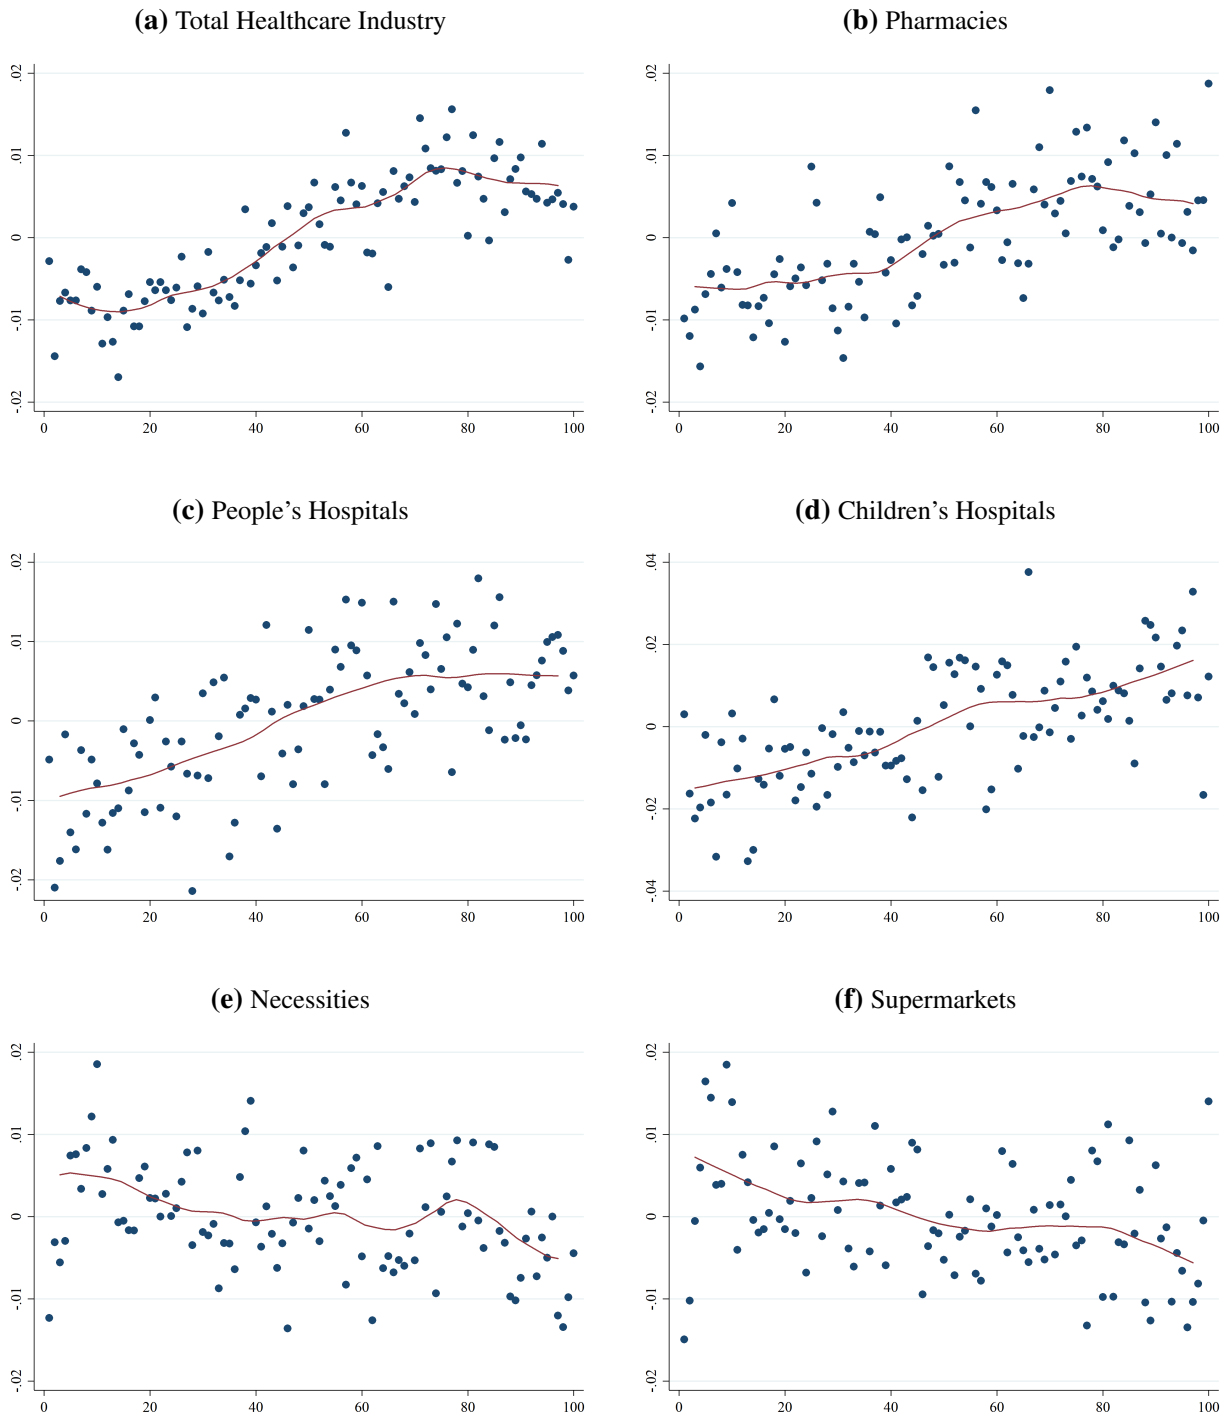 (a) Total Healthcare Industry
(b) Pharmacies
.02
.01
0
-.01
-.02
0 20 40 60 80 100
.02
.01
0
-.01
-.02
0 20 40 60 80 100
(c) People's Hospitals
(d) Children's Hospitals
.02
.01
0
-.01
-.02
0 20 40 60 80 100
.04
.02
0
-.02
-.04
0 20 40 60 80 100
(e) Necessities
(f) Supermarkets
.02
.01
0
-.01
-.02
0 20 40 60 80 100
.02
.01
0
-.01
-.02
0 20 40 60 80 100